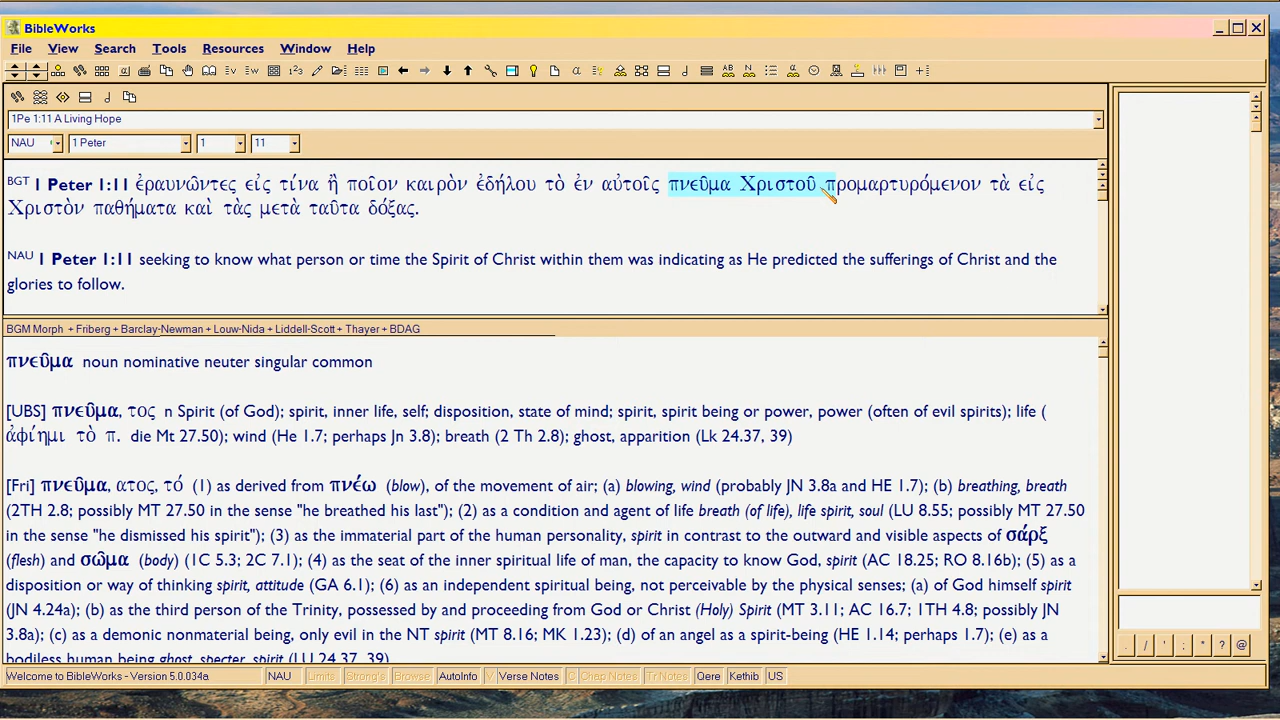 BibleWorks
File View Search Tools Resources Window Help
1Pe 1:11 A Living Hope
NAU 1 Peter 1 11
BGT 1 Peter 1:11 ἐραυνῶντες εἰς τίνα ἢ ποῖον καιρὸν ἐδήλου τὸ ἐν αὐτοῖς πνεῦμα Χριστοῦ προμαρτυρόμενον τὰ εἰς
Χριστὸν παθήματα καὶ τὰς μετὰ ταῦτα δόξας.
NAU 1 Peter 1:11 seeking to know what person or time the Spirit of Christ within them was indicating as He predicted the sufferings of Christ and the
glories to follow.
BGM Morph + Friberg + Barclay-Newman + Louw-Nida + Liddell-Scott + Thayer + BDAG
πνεῦμα noun nominative neuter singular common
[UBS] πνεῦμα, τος n Spirit (of God); spirit, inner life, self; disposition, state of mind; spirit, spirit being or power, power (often of evil spirits); life (
ἀφίημι τὸ π. die Mt 27.50); wind (He 1.7; perhaps Jn 3.8); breath (2 Th 2.8); ghost, apparition (Lk 24.37, 39)
[Fri] πνεῦμα, ατος, τό (1) as derived from πνέω (blow), of the movement of air; (a) blowing, wind (probably JN 3.8a and HE 1.7); (b) breathing, breath
(2TH 2.8; possibly MT 27.50 in the sense "he breathed his last"); (2) as a condition and agent of life breath (of life), life spirit, soul (LU 8.55; possibly MT 27.50
in the sense "he dismissed his spirit"); (3) as the immaterial part of the human personality, spirit in contrast to the outward and visible aspects of σάρξ
(flesh) and σῶμα (body) (1C 5.3; 2C 7.1); (4) as the seat of the inner spiritual life of man, the capacity to know God, spirit (AC 18.25; RO 8.16b); (5) as a
disposition or way of thinking spirit, attitude (GA 6.1); (6) as an independent spiritual being, not perceivable by the physical senses; (a) of God himself spirit
(JN 4.24a); (b) as the third person of the Trinity, possessed by and proceeding from God or Christ (Holy) Spirit (MT 3.11; AC 16.7; 1TH 4.8; possibly JN
3.8a); (c) as a demonic nonmaterial being, only evil in the NT spirit (MT 8.16; MK 1.23); (d) of an angel as a spirit-being (HE 1.14; perhaps 1.7); (e) as a
bodiless human being ghost, specter, spirit (LU 24.37, 39)
. / ' ; * ? @
Welcome to BibleWorks - Version 5.0.034a NAU Limits Strong's Browse AutoInfo V Verse Notes C Chap Notes Tr Notes Qere Kethib US